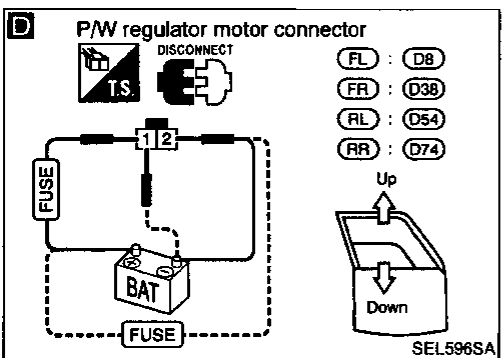 D
P/W regulator motor connector
DISCONNECT
T.S.
FL : D8
FR : D38
RL : D54
RR : D74
1 2
FUSE
Up
BAT
Down
FUSE
SEL596SA